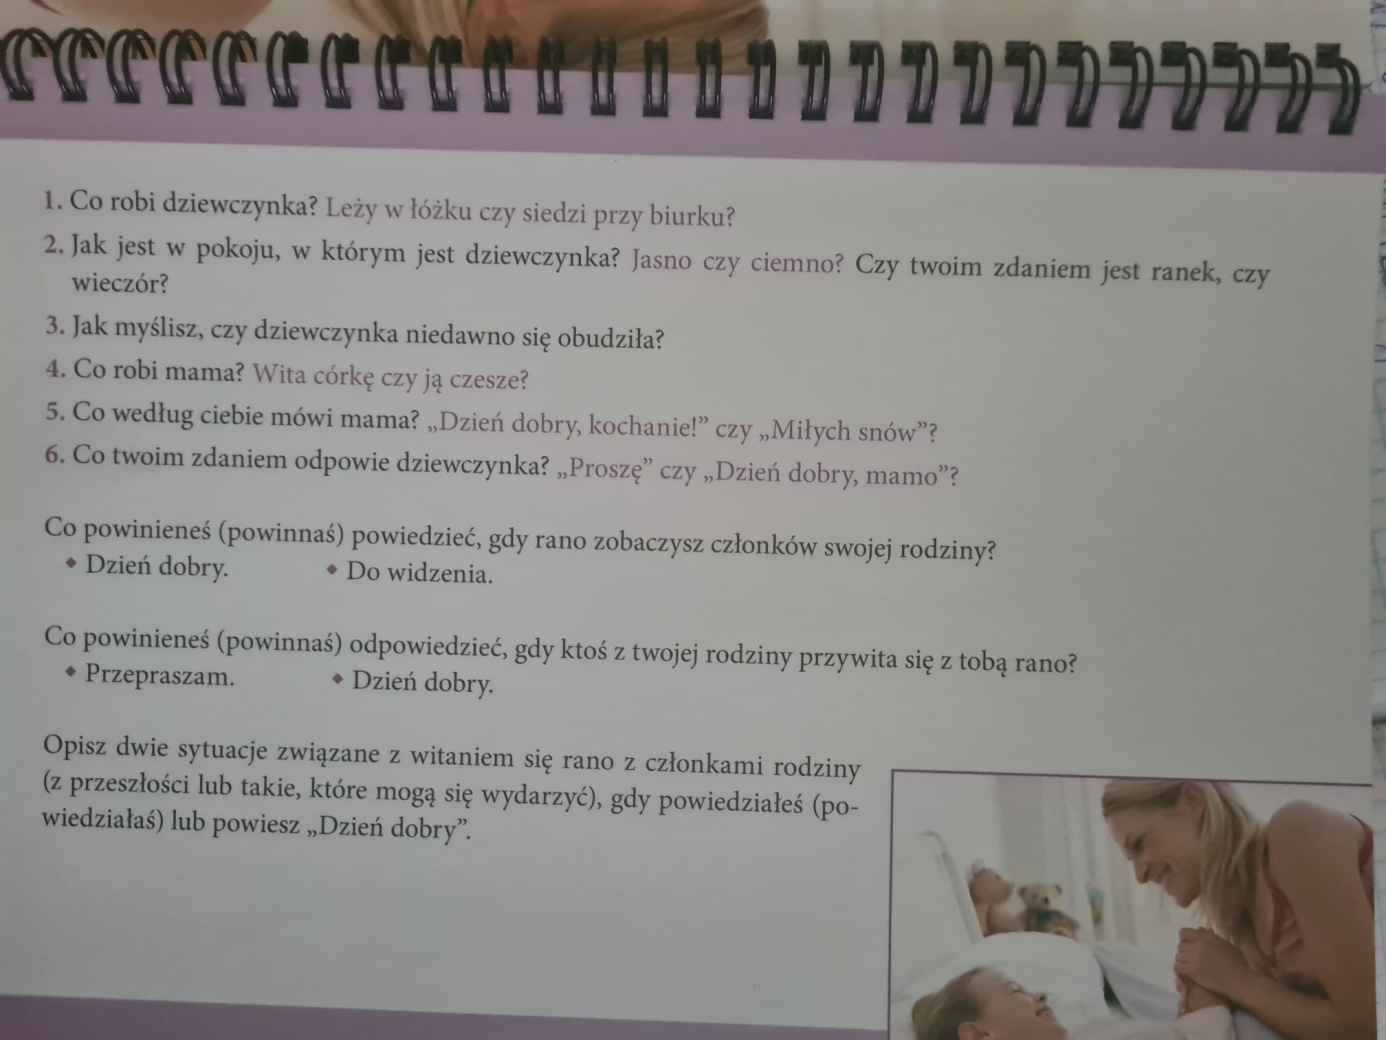 1. Co robi dziewczynka? Leży w łóżku czy siedzi przy biurku?
2. Jak jest w pokoju, w którym jest dziewczynka? Jasno czy ciemno? Czy twoim zdaniem jest ranek, czy
wieczór?
3. Jak myślisz, czy dziewczynka niedawno się obudziła?
4. Co robi mama? Wita córkę czy ją czesze?
5. Co według ciebie mówi mama? „Dzień dobry, kochanie!” czy „Miłych snów”?
6. Co twoim zdaniem odpowie dziewczynka? „Proszę” czy „Dzień dobry, mamo”?
Co powinieneś (powinnaś) powiedzieć, gdy rano zobaczysz członków swojej rodziny?
◆ Dzień dobry. ◆ Do widzenia.
Co powinieneś (powinnaś) odpowiedzieć, gdy ktoś z twojej rodziny przywita się z tobą rano?
◆ Przepraszam. ◆ Dzień dobry.
Opisz dwie sytuacje związane z witaniem się rano z członkami rodziny
(z przeszłości lub takie, które mogą się wydarzyć), gdy powiedziałeś (po-
wiedziałaś) lub powiesz „Dzień dobry”.